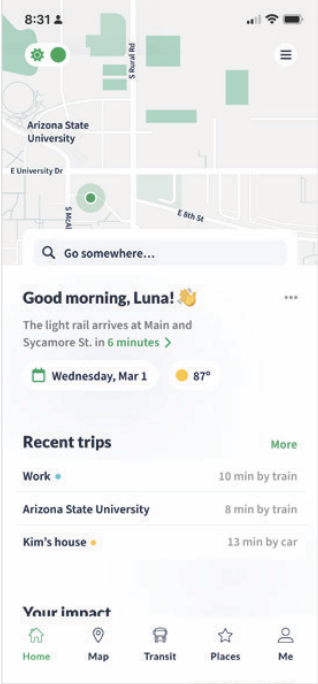 8:31
S Rural Rd
Arizona State
University
E University Dr
E 8th St
Go somewhere...
Good morning, Luna! 👋
The light rail arrives at Main and
Sycamore St. in 6 minutes >
Wednesday, Mar 1
87°
Recent trips
More
Work
10 min by train
Arizona State University
8 min by train
Kim's house
13 min by car
Your impact
Home
Map
Transit
Places
Me